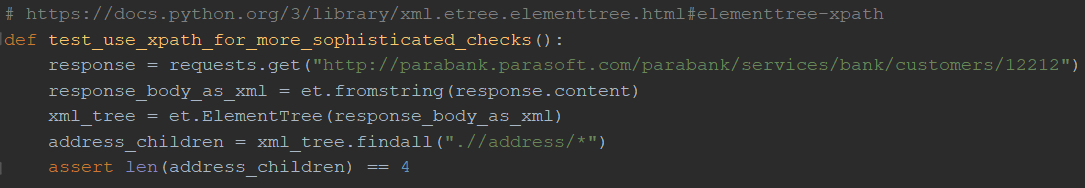 # https://docs.python.org/3/library/xml.etree.elementtree.html#elementtree-xpath
def test_use_xpath_for_more_sophisticated_checks():
    response = requests.get("http://parabank.parasoft.com/parabank/services/bank/customers/12212")
    response_body_as_xml = et.fromstring(response.content)
    xml_tree = et.ElementTree(response_body_as_xml)
    address_children = xml_tree.findall(".//address/*")
    assert len(address_children) == 4